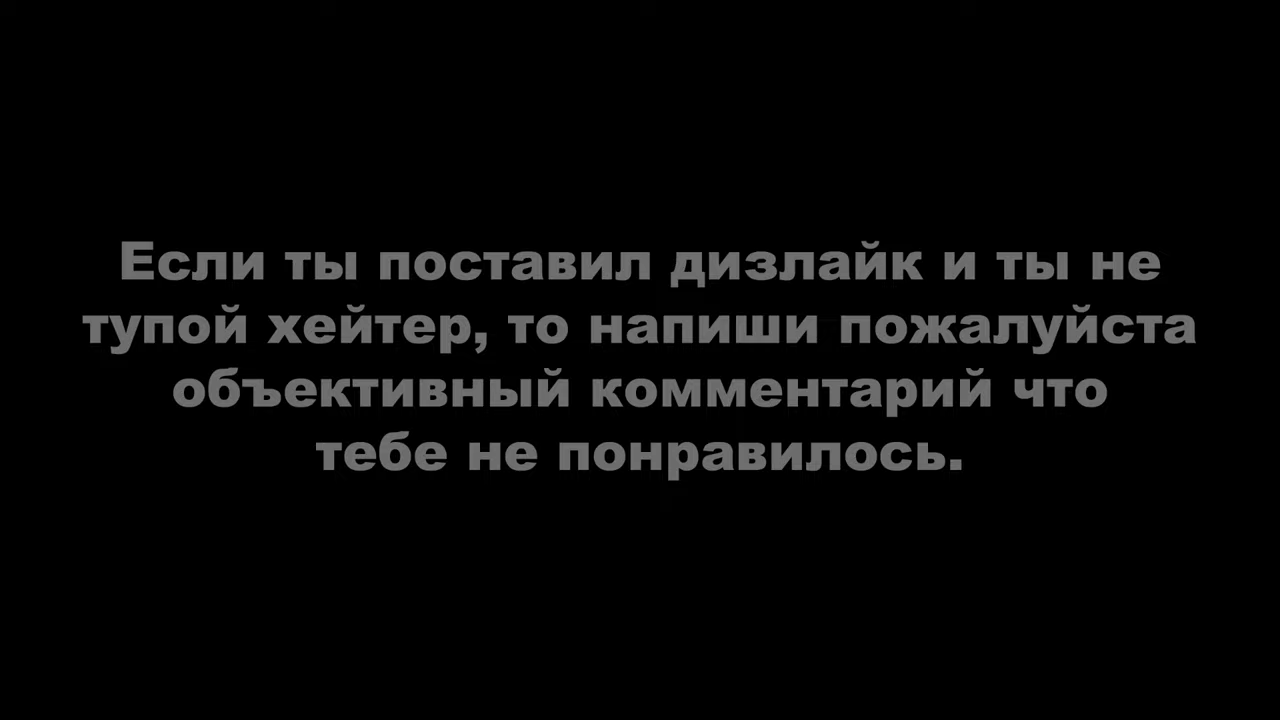 Если ты поставил дизлайк и ты не
тупой хейтер, то напиши пожалуйста
объективный комментарий что
тебе не понравилось.